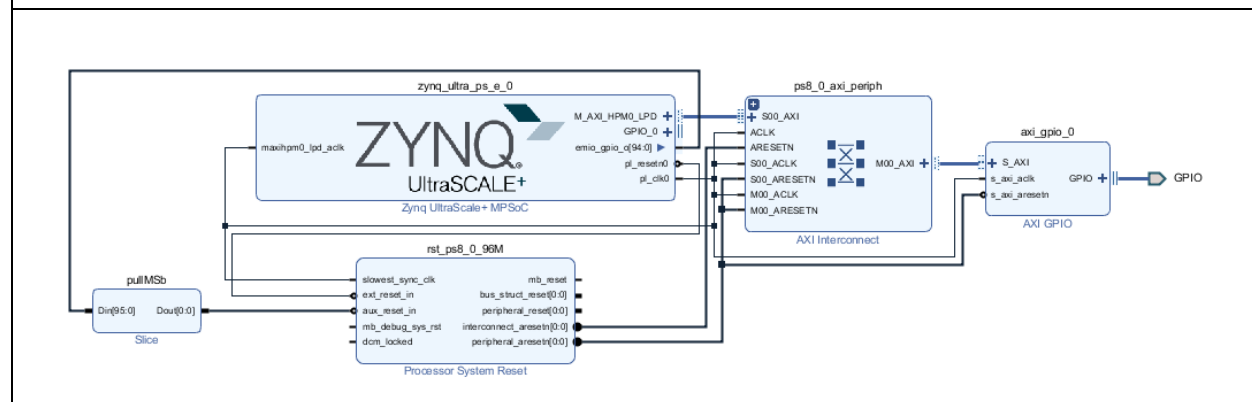 zynq_ultra_ps_e_0
maxihpm0_lpd_aclk
ZYNQ
UltraSCALE+
M_AXI_HPM0_LPD
GPIO_0
emio_gpio_o[94:0]
pl_resetn0
pl_clk0
Zynq UltraScale+ MPSoC
ps8_0_axi_periph
S00_AXI
ACLK
ARESETN
S00_ACLK
S00_ARESETN
M00_ACLK
M00_ARESETN
M00_AXI
AXI Interconnect
axi_gpio_0
S_AXI
s_axi_aclk
s_axi_aresetn
GPIO
AXI GPIO
GPIO
pullMSb
Din[95:0]
Dout[0:0]
Slice
rst_ps8_0_96M
slowest_sync_clk
ext_reset_in
aux_reset_in
mb_debug_sys_rst
dcm_locked
mb_reset
bus_struct_reset[0:0]
peripheral_reset[0:0]
interconnect_aresetn[0:0]
peripheral_aresetn[0:0]
Processor System Reset